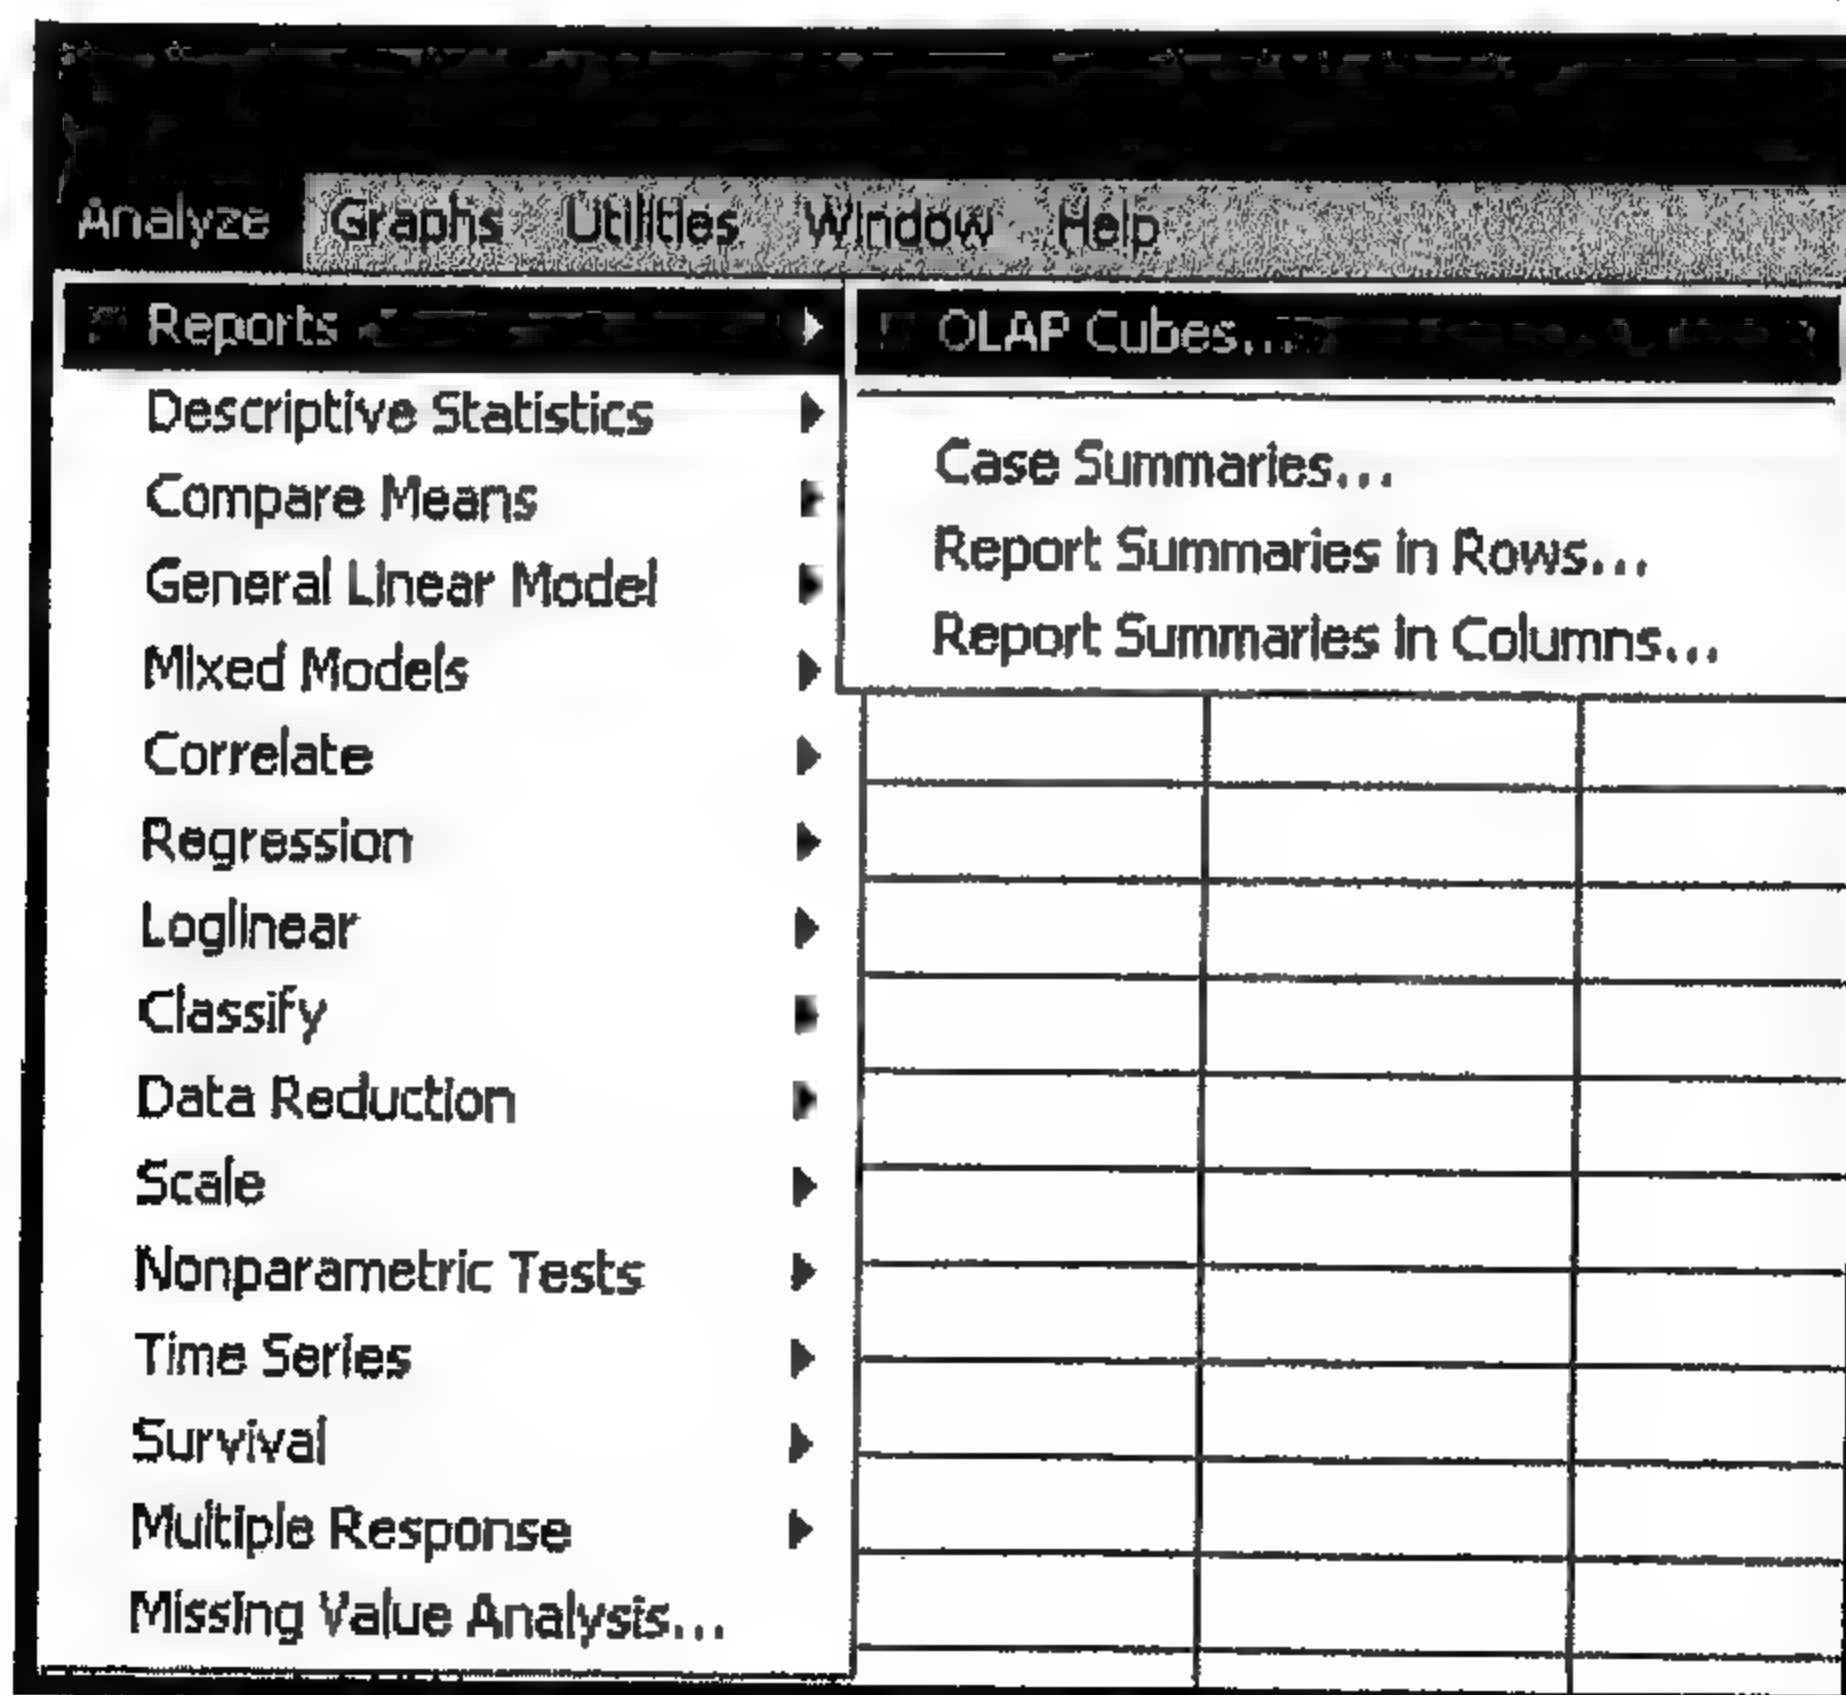 Analyze Graphs Utilities Window Help
Reports
Descriptive Statistics
Compare Means
General Linear Model
Mixed Models
Correlate
Regression
Loglinear
Classify
Data Reduction
Scale
Nonparametric Tests
Time Series
Survival
Multiple Response
Missing Value Analysis...
OLAP Cubes...
Case Summaries...
Report Summaries in Rows...
Report Summaries in Columns...